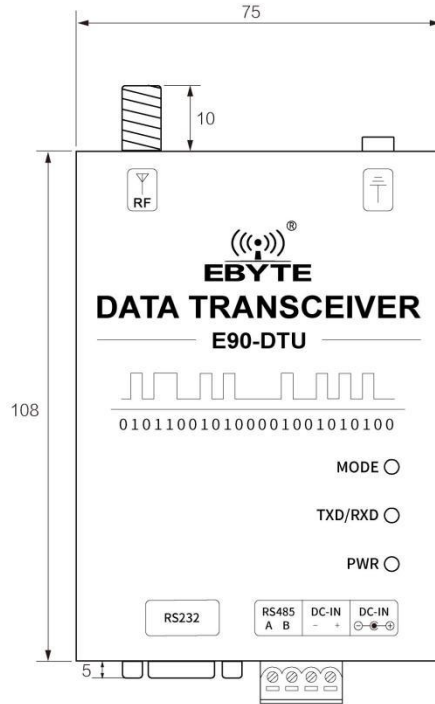 75
10
RF
®
EBYTE
DATA TRANSCEIVER
E90-DTU
108
010110010100001001010100
MODE
TXD/RXD
PWR
RS232
RS485 DC-IN DC-IN
A B - + ⊖-⦿-⊕
5